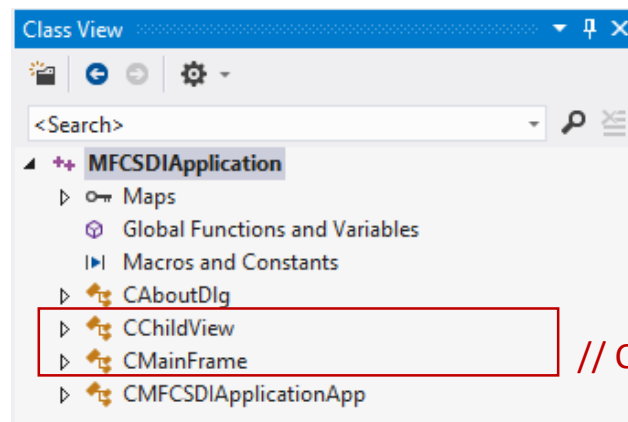 Class View
<Search>
MFCSDIApplication
Maps
Global Functions and Variables
Macros and Constants
CAboutDlg
CChildView
CMainFrame
//
CMFCSDIApplicationApp